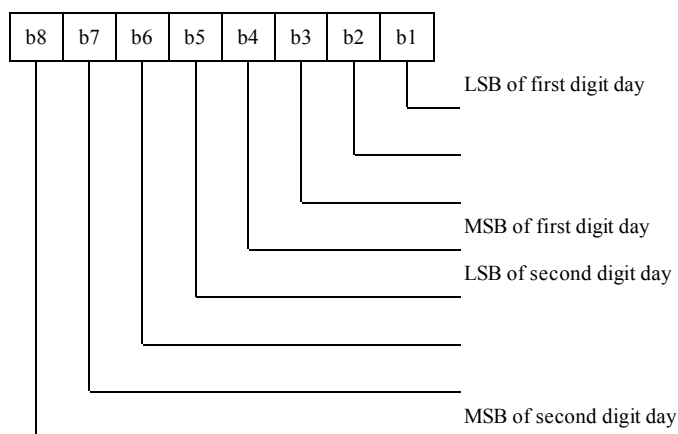 b8 b7 b6 b5 b4 b3 b2 b1
LSB of first digit day
MSB of first digit day
LSB of second digit day
MSB of second digit day